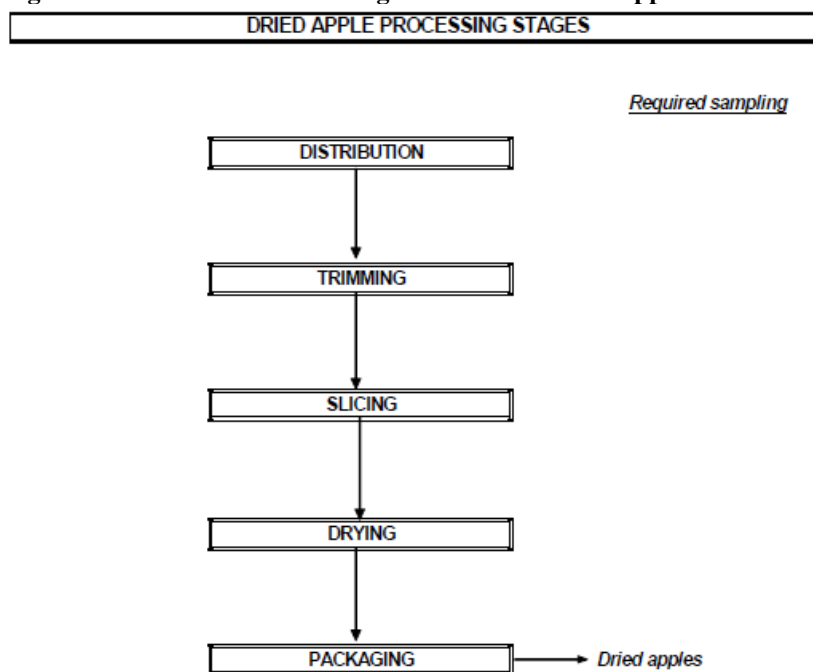 DRIED APPLE PROCESSING STAGES
Required sampling
DISTRIBUTION
TRIMMING
SLICING
DRYING
PACKAGING
Dried apples